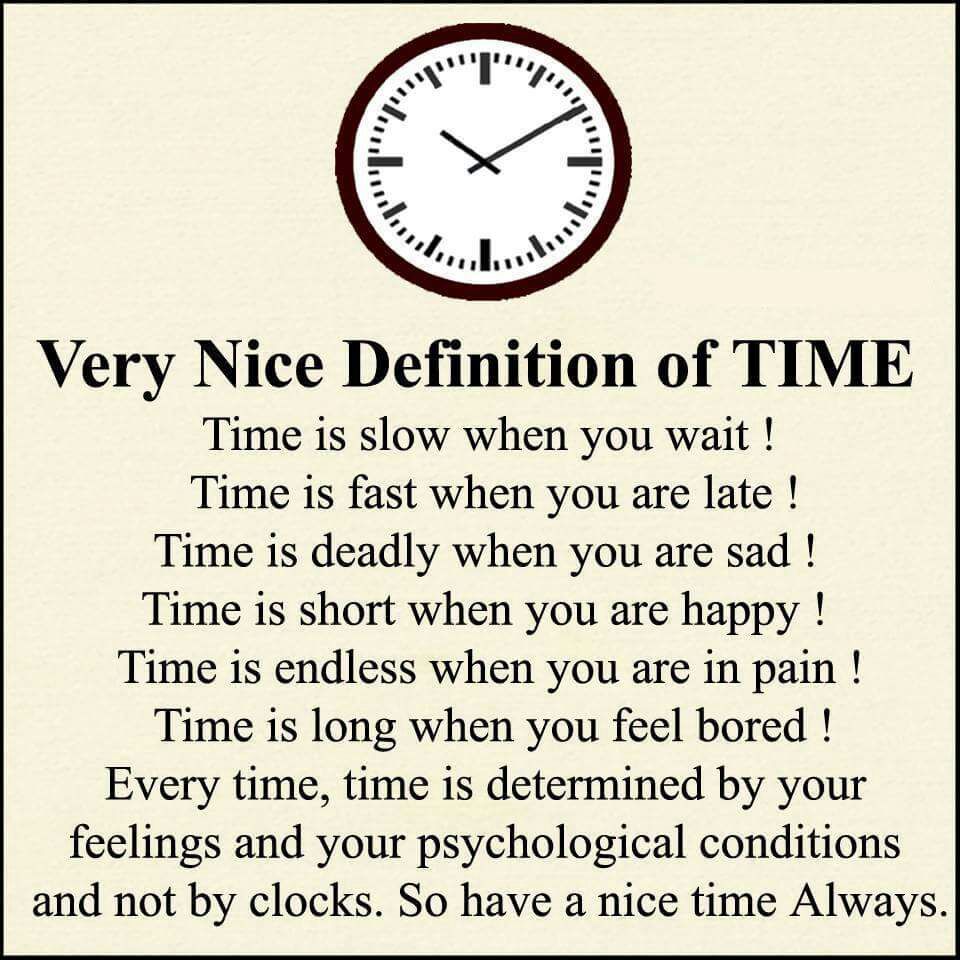 Very Nice Definition of TIME
Time is slow when you wait !
Time is fast when you are late !
Time is deadly when you are sad !
Time is short when you are happy !
Time is endless when you are in pain !
Time is long when you feel bored !
Every time, time is determined by your
feelings and your psychological conditions
and not by clocks. So have a nice time Always.